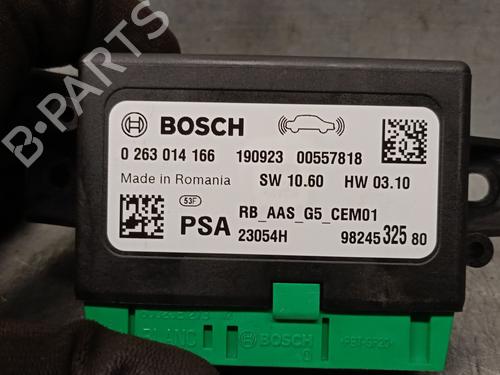 BOSCH
0 263 014 166 190923 00557818
Made in Romania SW 10.60 HW 03.10
53F
PSA RB_AAS_G5_CEM01
23054H 98245 325 80
BLANC BOSCH
B-PARTS